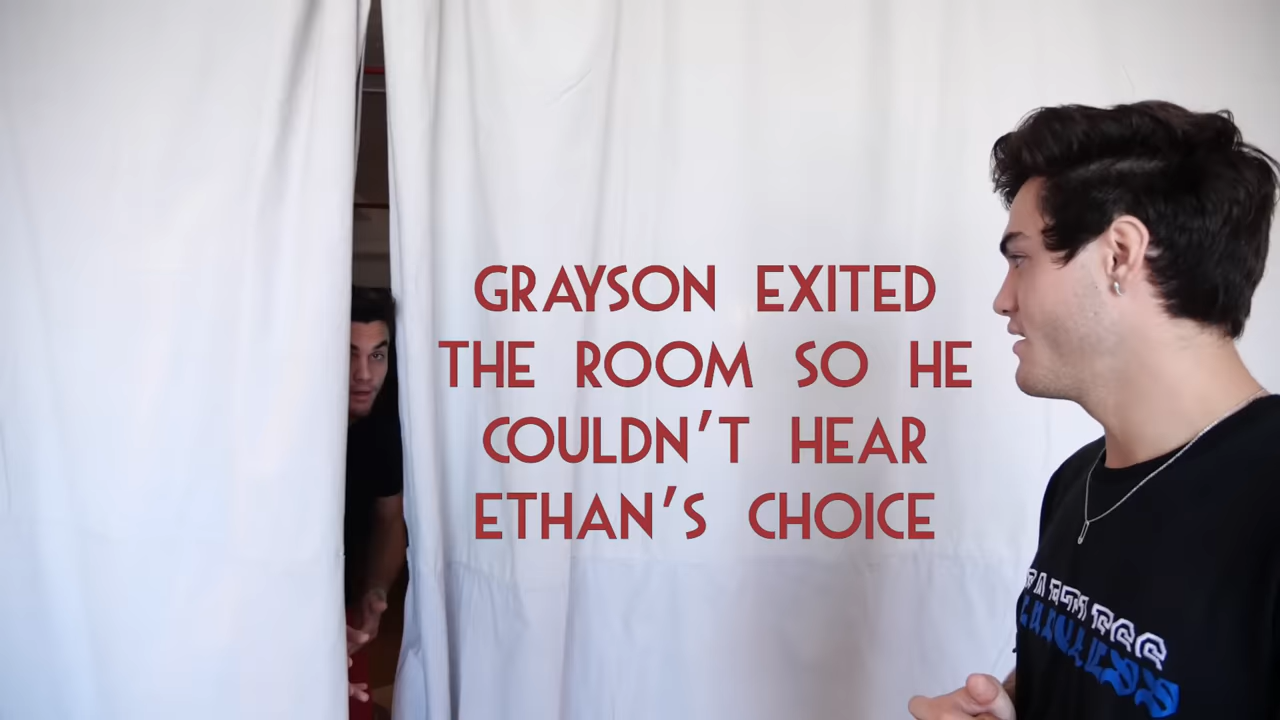 GRAYSON EXITED
THE ROOM SO HE
COULDN'T HEAR
ETHAN'S CHOICE